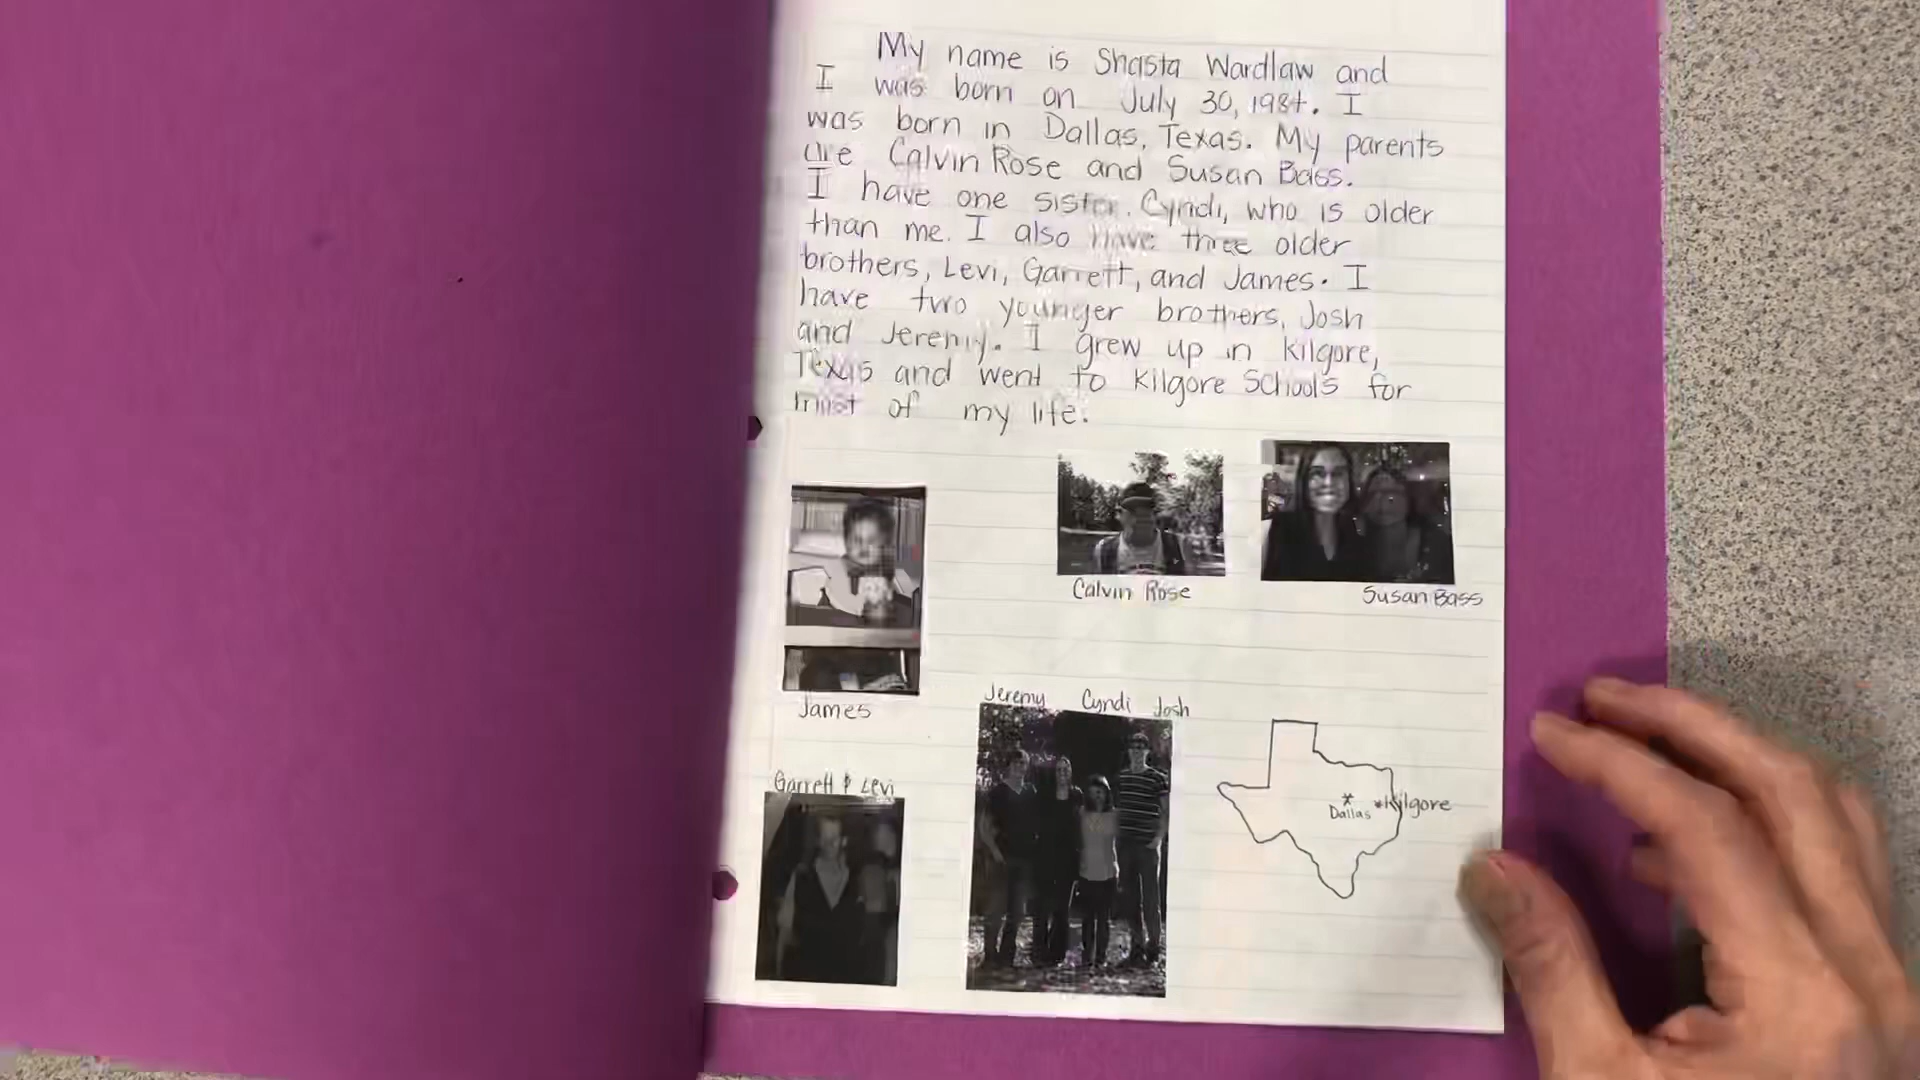 My name is Shasta Wardlaw and
I was born on July 30, 1984. I
was born in Dallas, Texas. My parents
are Calvin Rose and Susan Bass.
I have one sister, Cyndi, who is older
than me. I also have three older
brothers, Levi, Garrett, and James. I
have two younger brothers, Josh
and Jeremy. I grew up in Kilgore,
Texas and went to Kilgore Schools for
most of my life.
Calvin Rose
Susan Bass
James
Jeremy Cyndi Josh
Garrett & Levi
Dallas
Kilgore